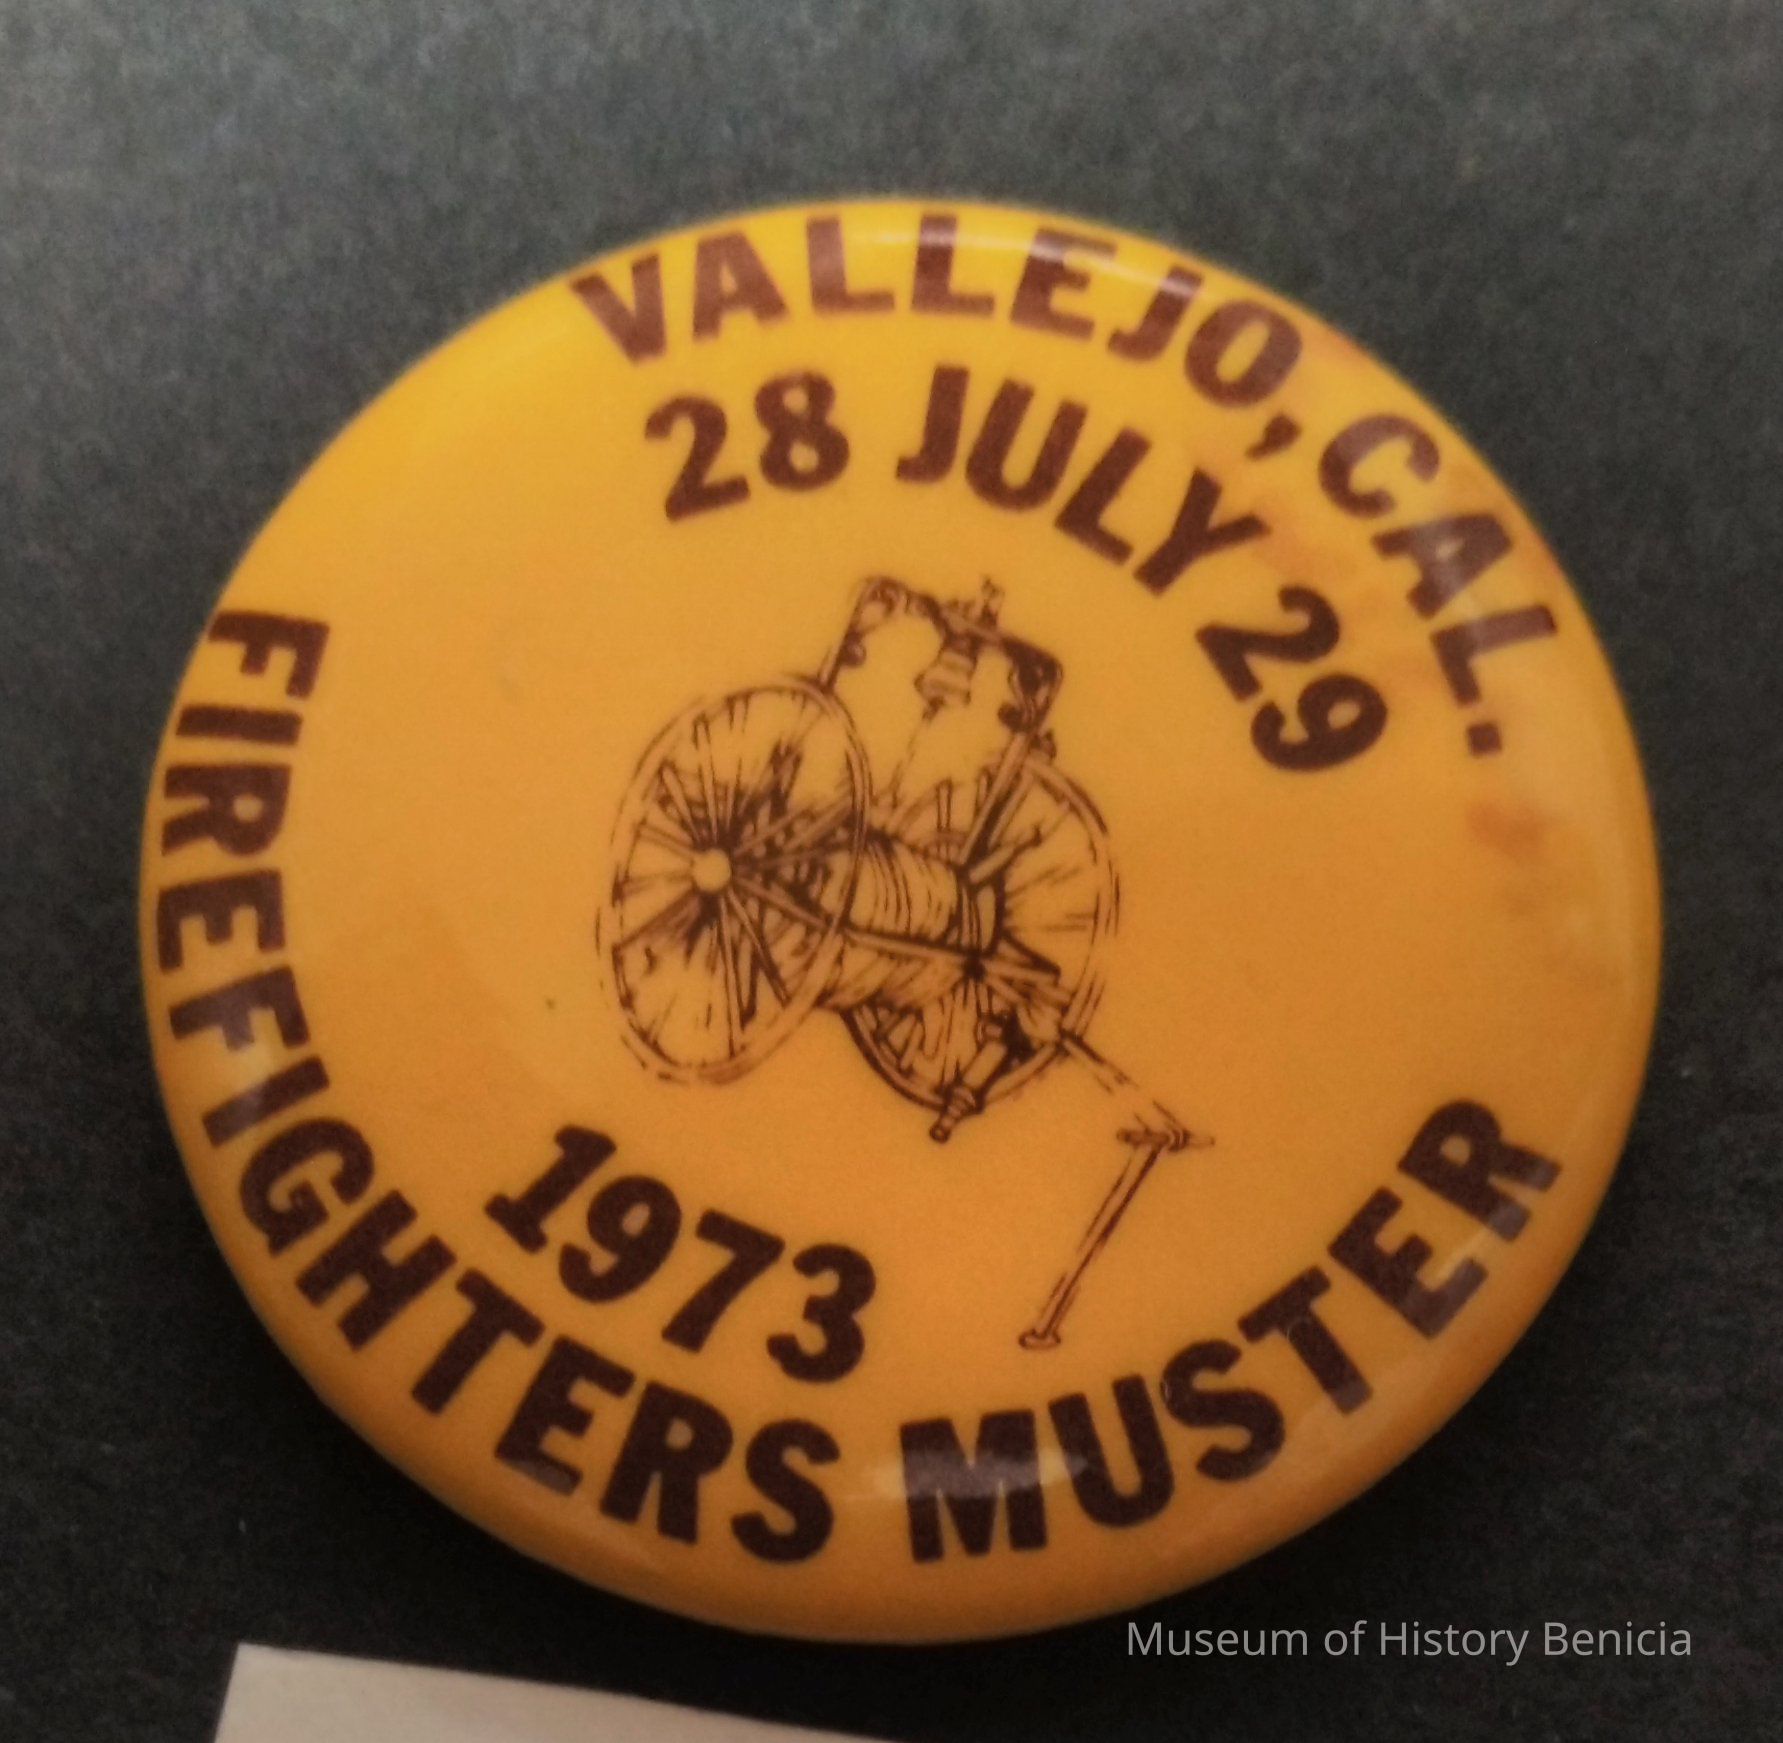 VALLEJO, CAL.
28 JULY 29
1973
FIREFIGHTERS MUSTER
Museum of History Benicia